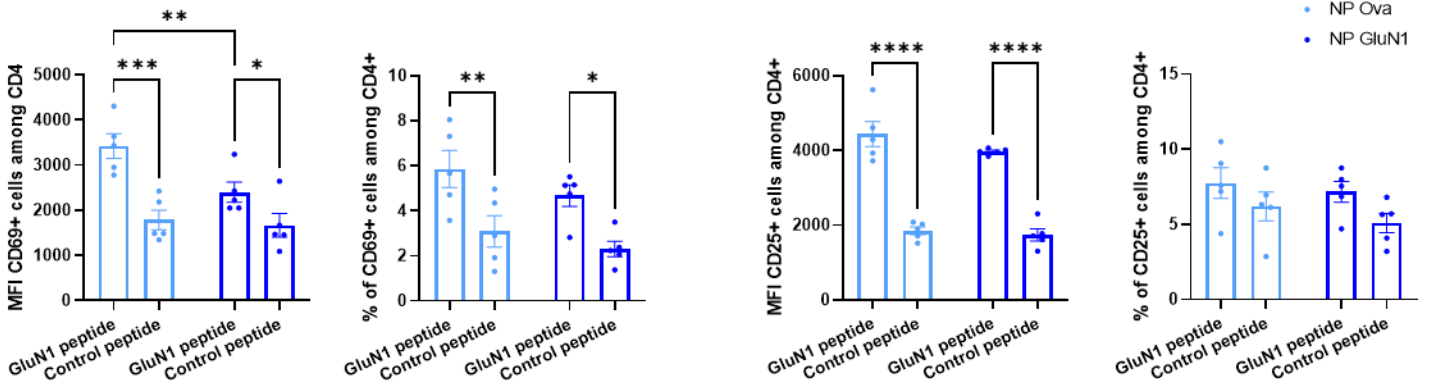 NP Ova
NP GluN1
**
***
*
MFI CD69+ cells among CD4
5000
4000
3000
2000
1000
0
GluN1 peptide
Control peptide
GluN1 peptide
Control peptide
**
*
% of CD69+ cells among CD4+
10
8
6
4
2
0
GluN1 peptide
Control peptide
GluN1 peptide
Control peptide
****
****
MFI CD25+ cells among CD4+
6000
4000
2000
0
GluN1 peptide
Control peptide
GluN1 peptide
Control peptide
% of CD25+ cells among CD4+
15
10
5
0
GluN1 peptide
Control peptide
GluN1 peptide
Control peptide